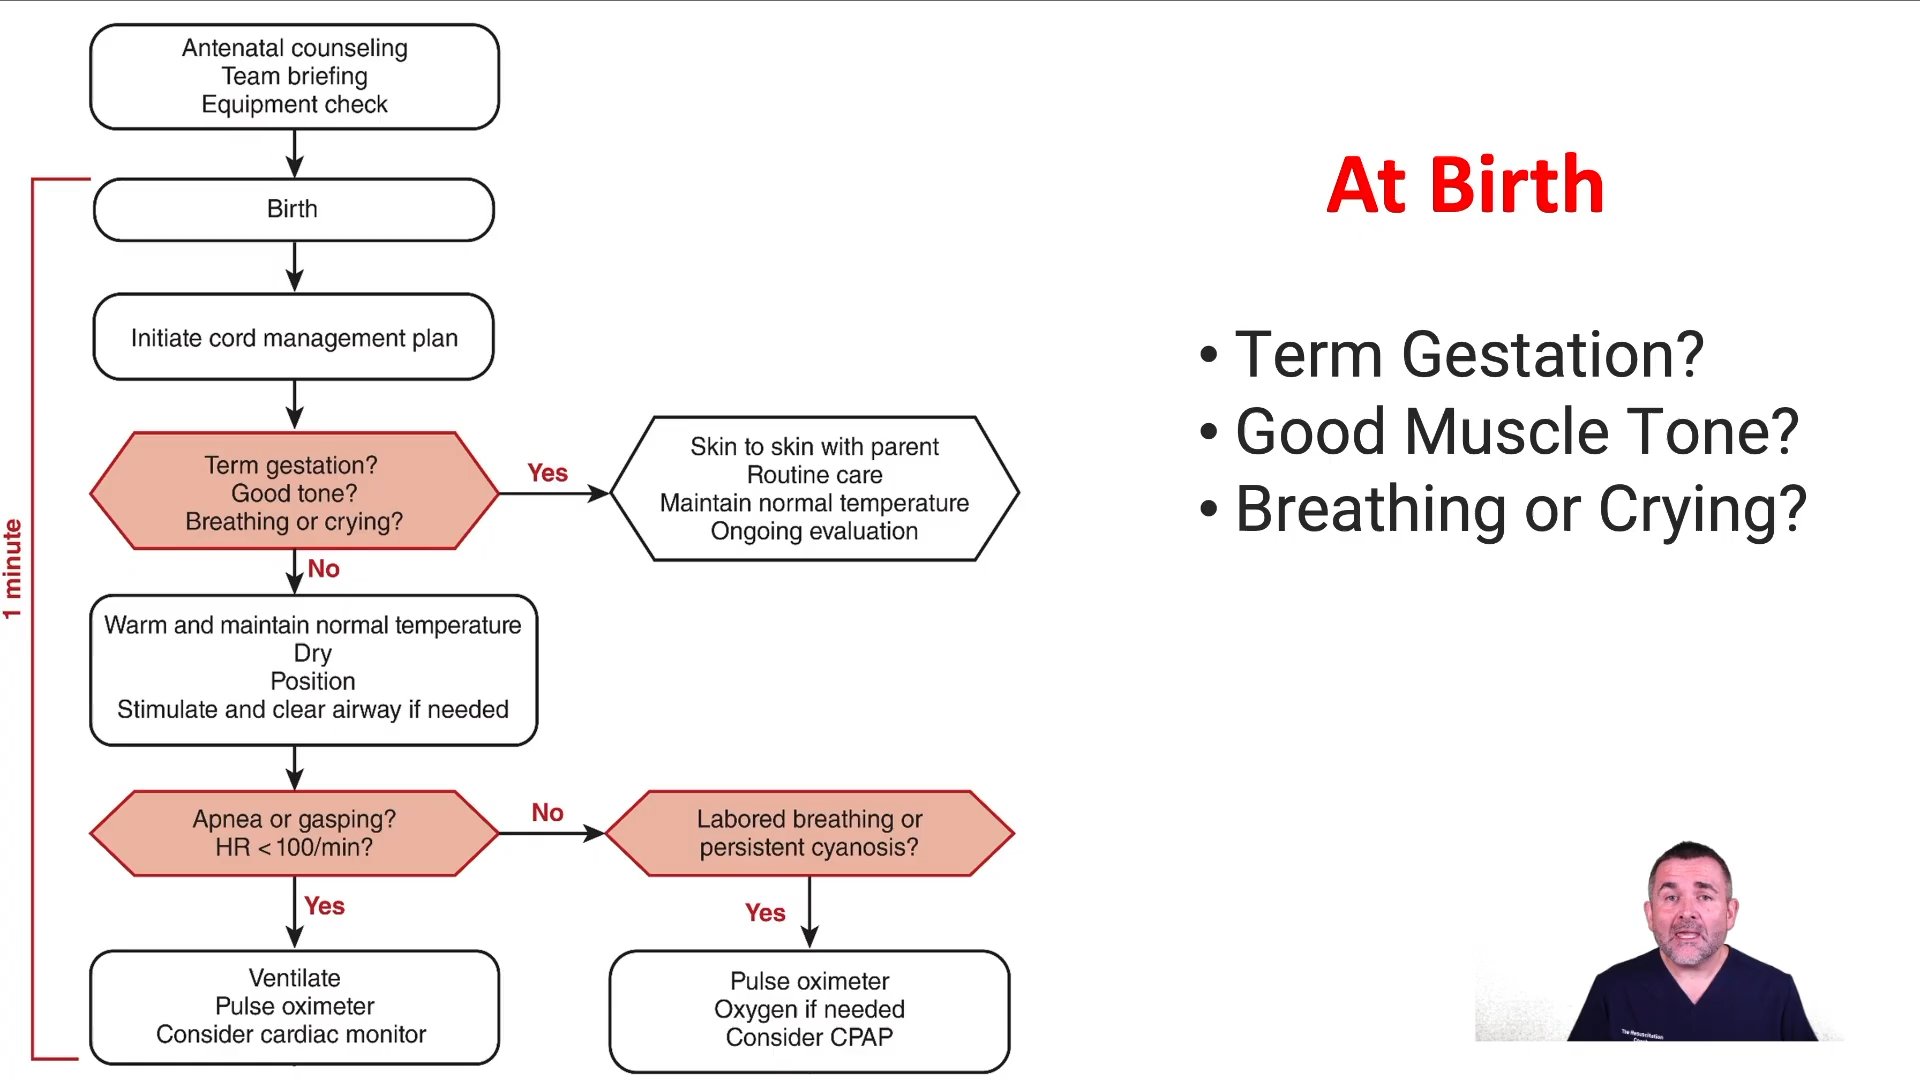 Antenatal counseling
Team briefing
Equipment check
Birth
Initiate cord management plan
Term gestation?
Good tone?
Breathing or crying?
Yes
Skin to skin with parent
Routine care
Maintain normal temperature
Ongoing evaluation
No
1 minute
Warm and maintain normal temperature
Dry
Position
Stimulate and clear airway if needed
Apnea or gasping?
HR < 100/min?
No
Labored breathing or
persistent cyanosis?
Yes
Yes
Ventilate
Pulse oximeter
Consider cardiac monitor
Pulse oximeter
Oxygen if needed
Consider CPAP
At Birth
• Term Gestation?
• Good Muscle Tone?
• Breathing or Crying?
The Resuscitation